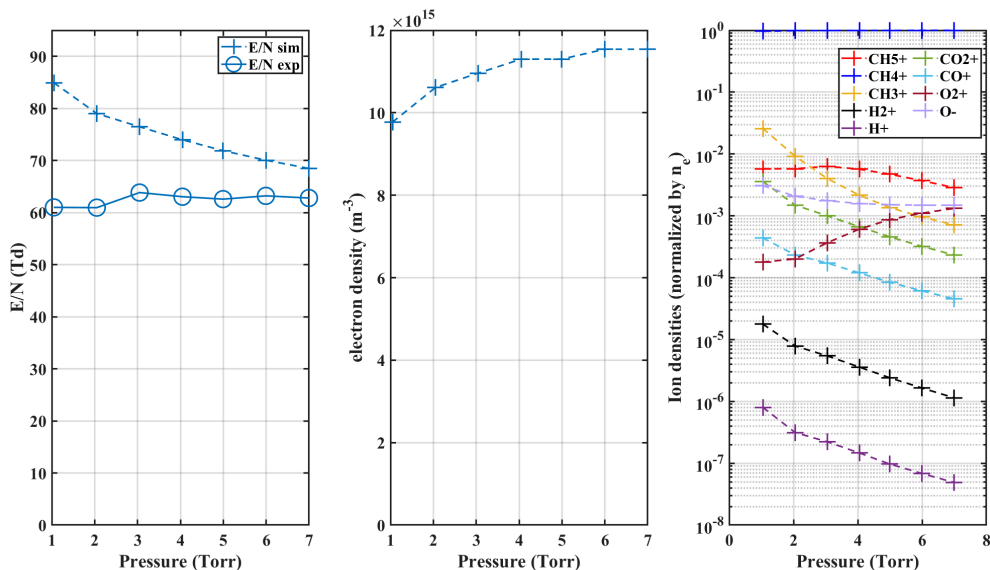 E/N (Td)
90
80
70
60
50
40
30
20
10
0
1 2 3 4 5 6 7
Pressure (Torr)
E/N sim
E/N exp
×10^15
electron density (m^-3)
12
10
8
6
4
2
0
1 2 3 4 5 6 7
Pressure (Torr)
Ion densities (normalized by n_e)
10^0
10^-1
10^-2
10^-3
10^-4
10^-5
10^-6
10^-7
10^-8
0 2 4 6 8
Pressure (Torr)
CH5+ CO2+
CH4+ CO+
CH3+ O2+
H2+ O-
H+